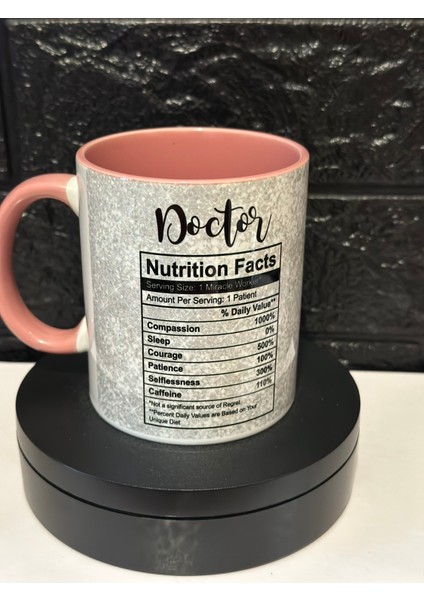 Doctor
Nutrition Facts
Serving Size: 1 Miracle Worker*
Amount Per Serving: 1 Patient
% Daily Value**
Compassion 1000%
Sleep 0%
Courage 500%
Patience 100%
Selflessness 300%
Caffeine 110%
*Not a significant source of Regret.
**Percent Daily Values are Based on Your
Unique Diet